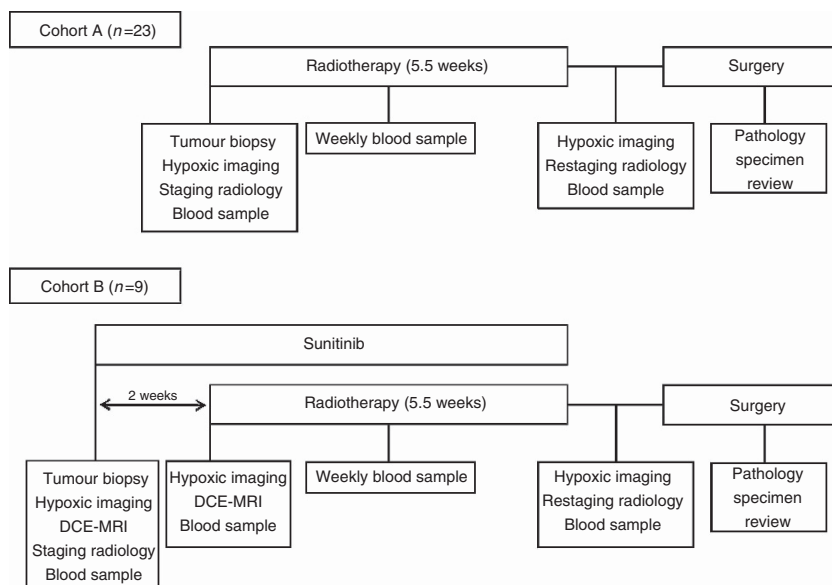 Cohort A (n=23)
Radiotherapy (5.5 weeks)
Surgery
Tumour biopsy
Hypoxic imaging
Staging radiology
Blood sample
Weekly blood sample
Hypoxic imaging
Restaging radiology
Blood sample
Pathology
specimen
review
Cohort B (n=9)
Sunitinib
2 weeks
Radiotherapy (5.5 weeks)
Surgery
Tumour biopsy
Hypoxic imaging
DCE-MRI
Staging radiology
Blood sample
Hypoxic imaging
DCE-MRI
Blood sample
Weekly blood sample
Hypoxic imaging
Restaging radiology
Blood sample
Pathology
specimen
review